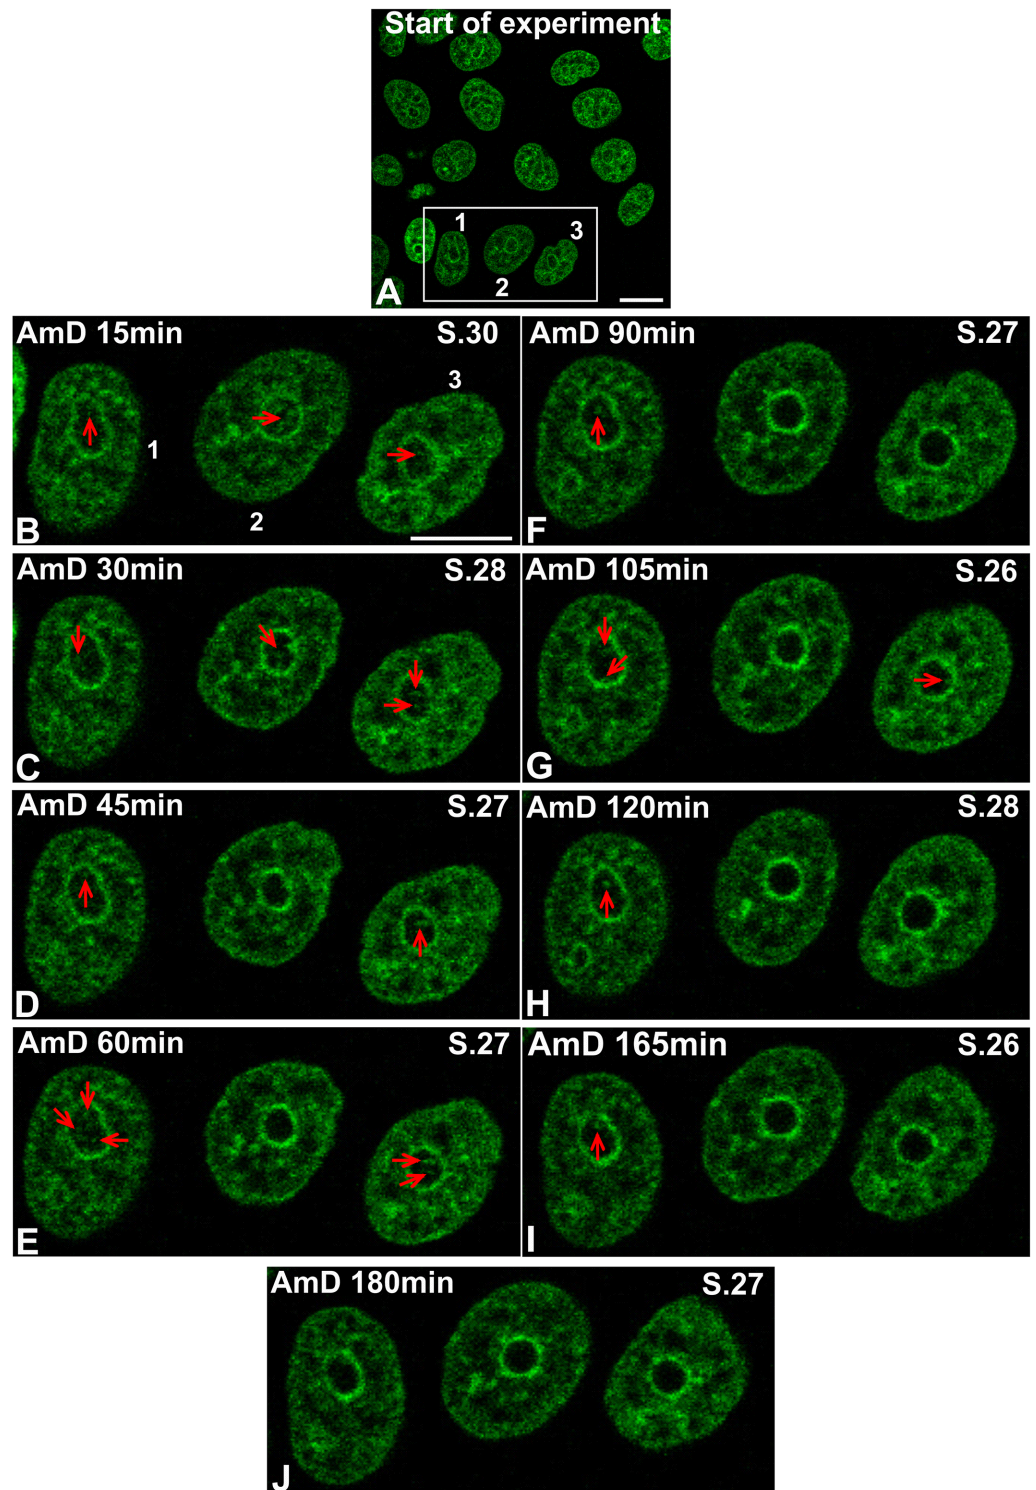 Start of experiment
1
3
2
A
AmD 15min S.30
3
1
2
B
AmD 90min S.27
F
AmD 30min S.28
C
AmD 105min S.26
G
AmD 45min S.27
D
AmD 120min S.28
H
AmD 60min S.27
E
AmD 165min S.26
I
AmD 180min S.27
J